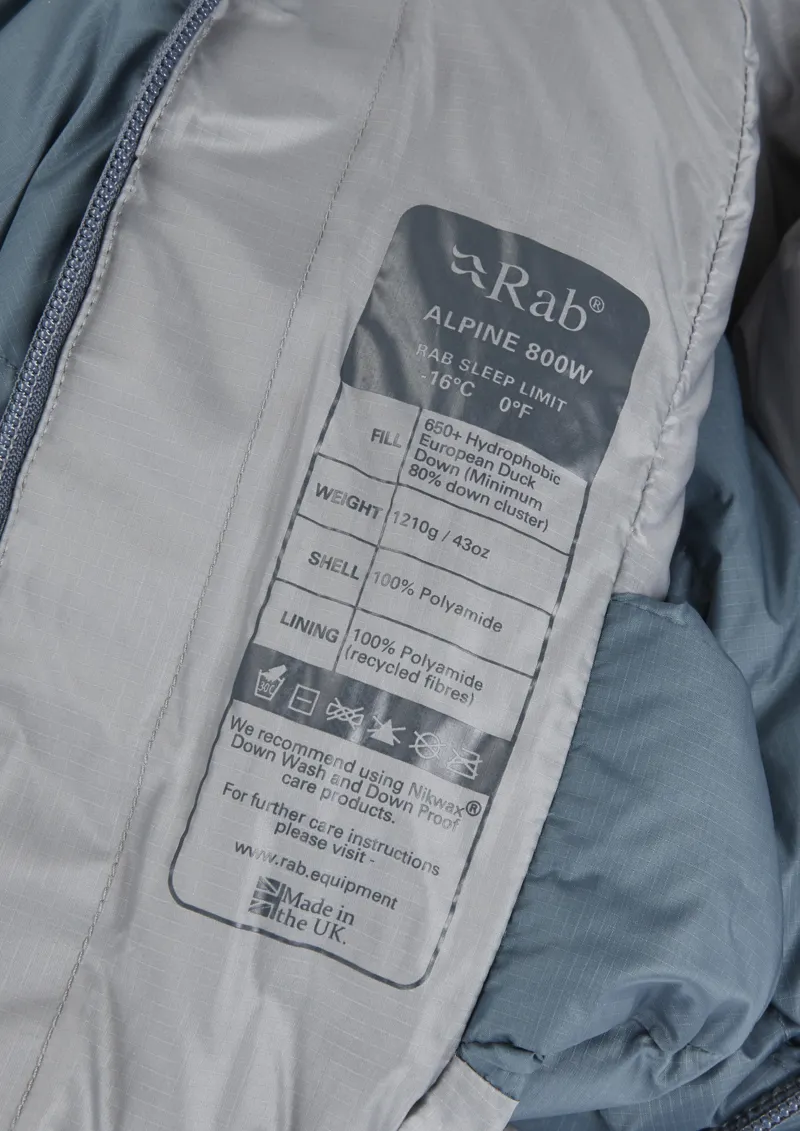 Rab®
ALPINE 800W
RAB SLEEP LIMIT
-16°C 0°F
FILL
650+ Hydrophobic
European Duck
Down (Minimum
80% down cluster)
WEIGHT
1210g / 43oz
SHELL
100% Polyamide
LINING
100% Polyamide
(recycled fibres)
30C
We recommend using Nikwax®
Down Wash and Down Proof
care products.
For further care instructions
please visit -
www.rab.equipment
Made in
the UK.